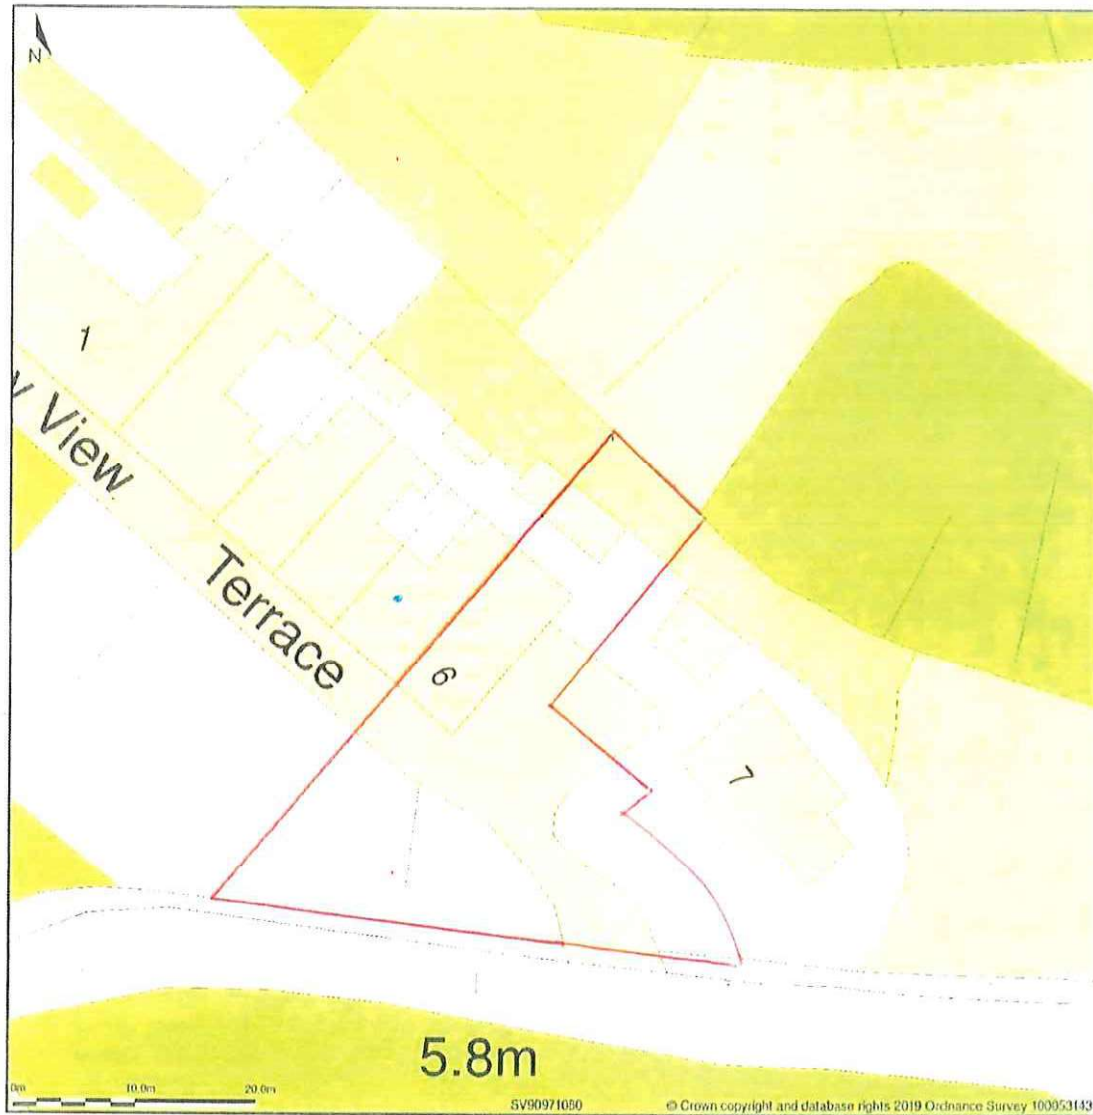 N
1
y View
Terrace
6
7
5.8m
0m 10.0m 20.0m
SV90971080 © Crown copyright and database rights 2019 Ordnance Survey 100053143